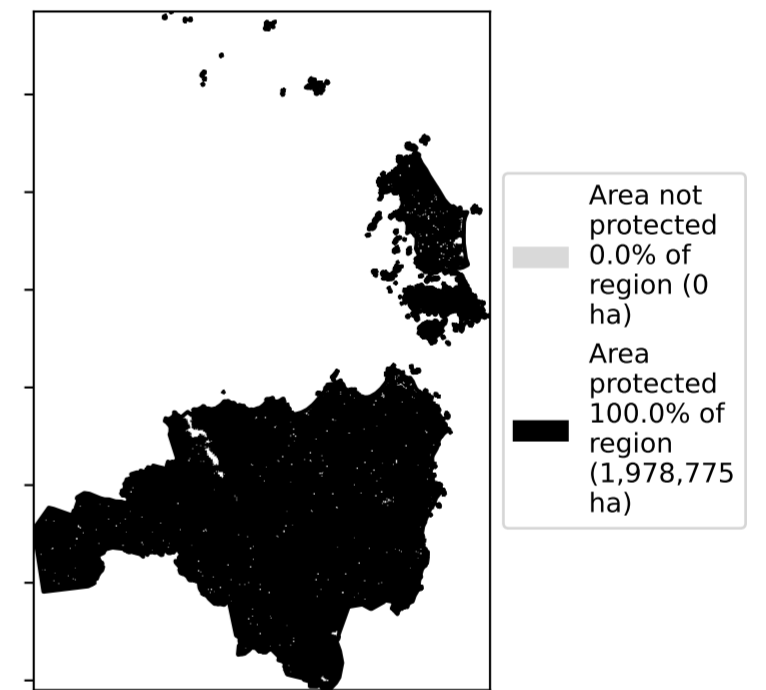 Area not
protected
0.0% of
region (0
ha)
Area
protected
100.0% of
region
(1,978,775
ha)